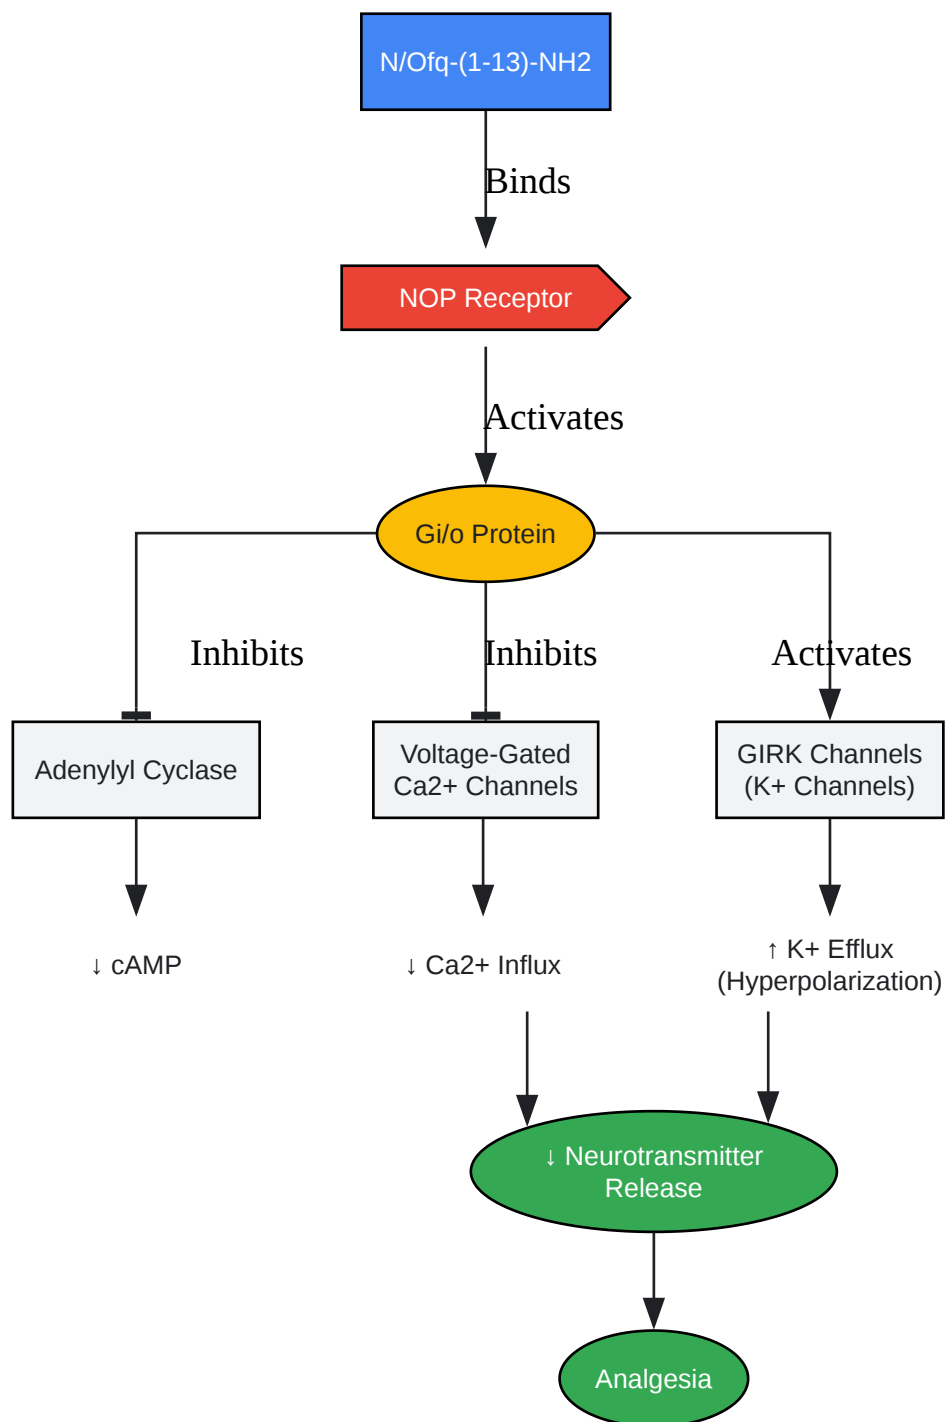 N/Ofq-(1-13)-NH2
Binds
NOP Receptor
Activates
Gi/o Protein
Inhibits
Inhibits
Activates
Adenylyl Cyclase
Voltage-Gated
Ca2+ Channels
GIRK Channels
(K+ Channels)
↓ cAMP
↓ Ca2+ Influx
↑ K+ Efflux
(Hyperpolarization)
↓ Neurotransmitter
Release
Analgesia